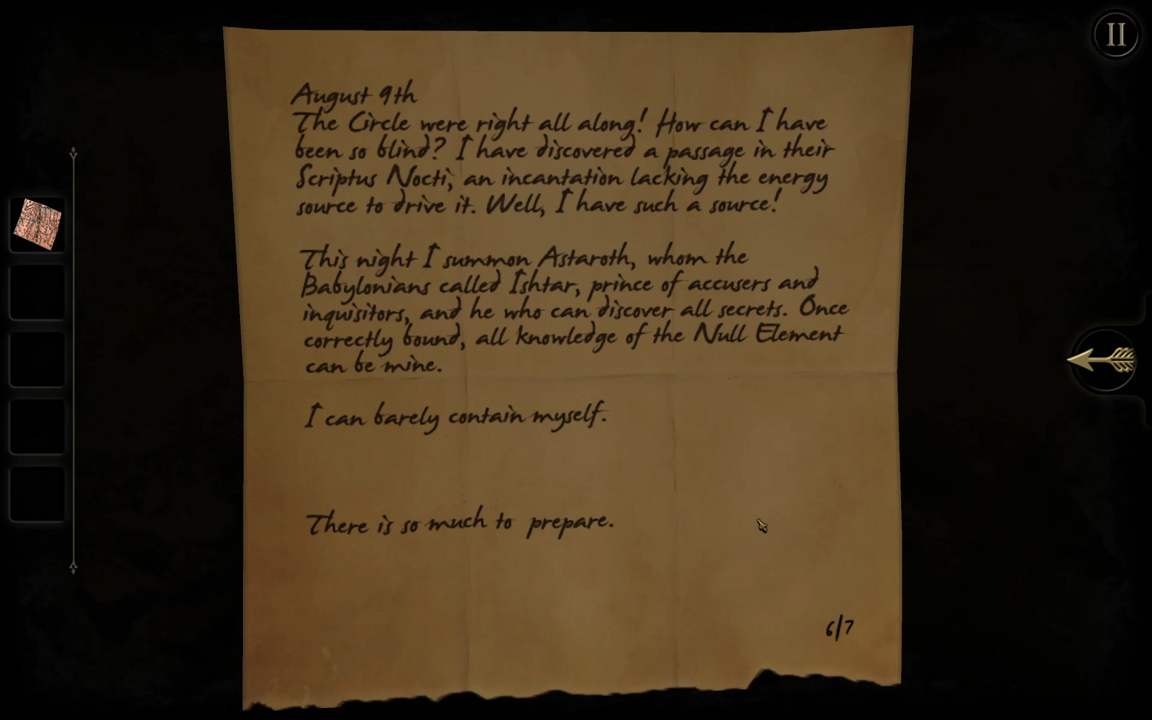 August 9th
The Circle were right all along! How can I have
been so blind? I have discovered a passage in their
Scriptus Nocti, an incantation lacking the energy
source to drive it. Well, I have such a source!
This night I summon Astaroth, whom the
Babylonians called Ishtar, prince of accusers and
inquisitors, and he who can discover all secrets. Once
correctly bound, all knowledge of the Null Element
can be mine.
I can barely contain myself.
There is so much to prepare.
6/7